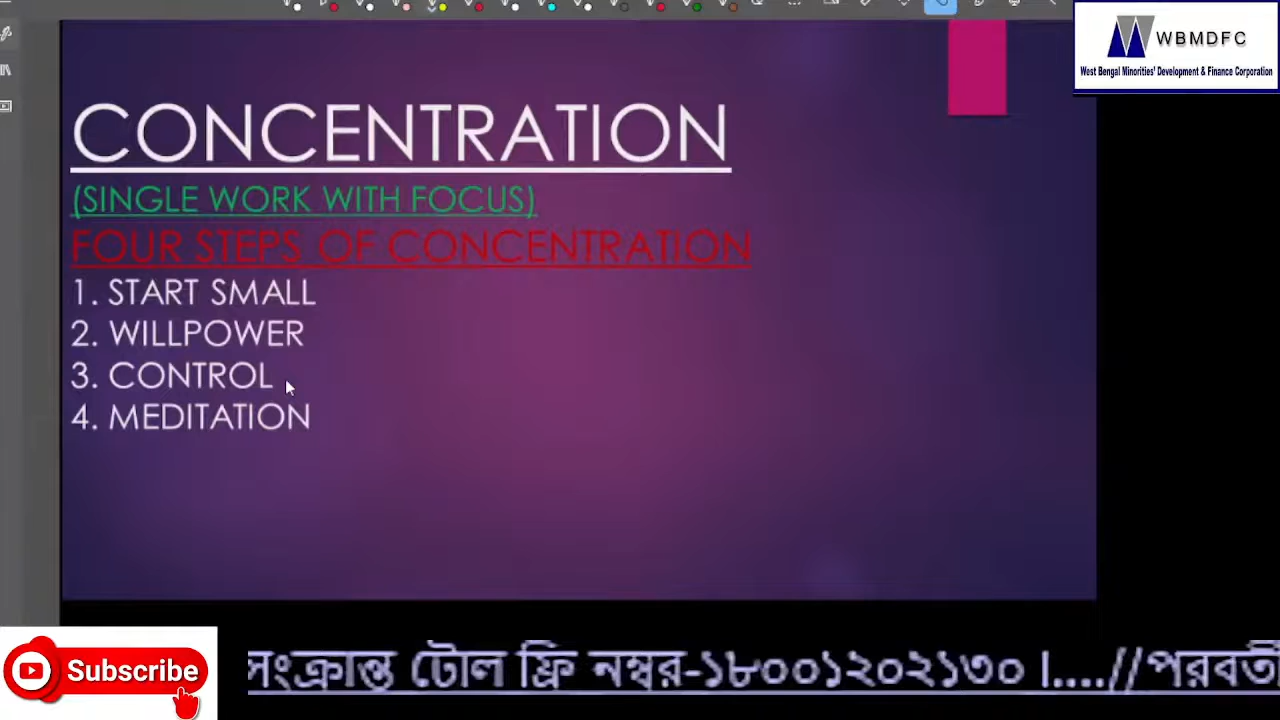 WBMDFC
West Bengal Minorities' Development & Finance Corporation
CONCENTRATION
(SINGLE WORK WITH FOCUS)
FOUR STEPS OF CONCENTRATION
1. START SMALL
2. WILLPOWER
3. CONTROL
4. MEDITATION
Subscribe
সংক্রান্ত টোল ফ্রি নম্বর-১৮০০১২০২১৩০ ।....//পরবর্তী